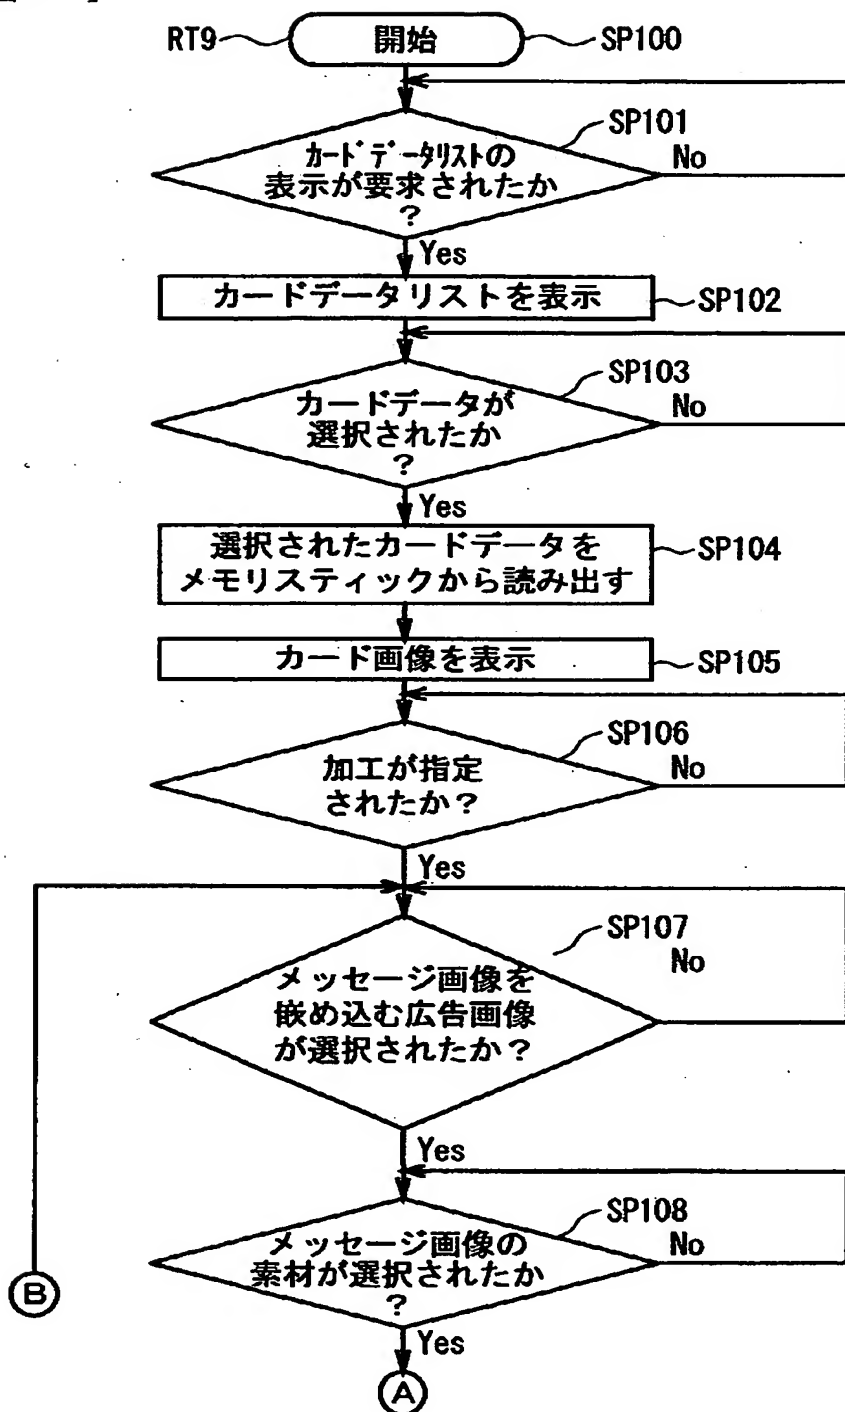 RT9
開始
SP100
SP101
カードデータリストの
表示が要求されたか
？
No
Yes
カードデータリストを表示
SP102
SP103
カードデータが
選択されたか
？
No
Yes
選択されたカードデータを
メモリスティックから読み出す
SP104
カード画像を表示
SP105
SP106
加工が指定
されたか？
No
Yes
SP107
メッセージ画像を
嵌め込む広告画像
が選択されたか？
No
Yes
SP108
メッセージ画像の
素材が選択されたか
？
No
B
Yes
A